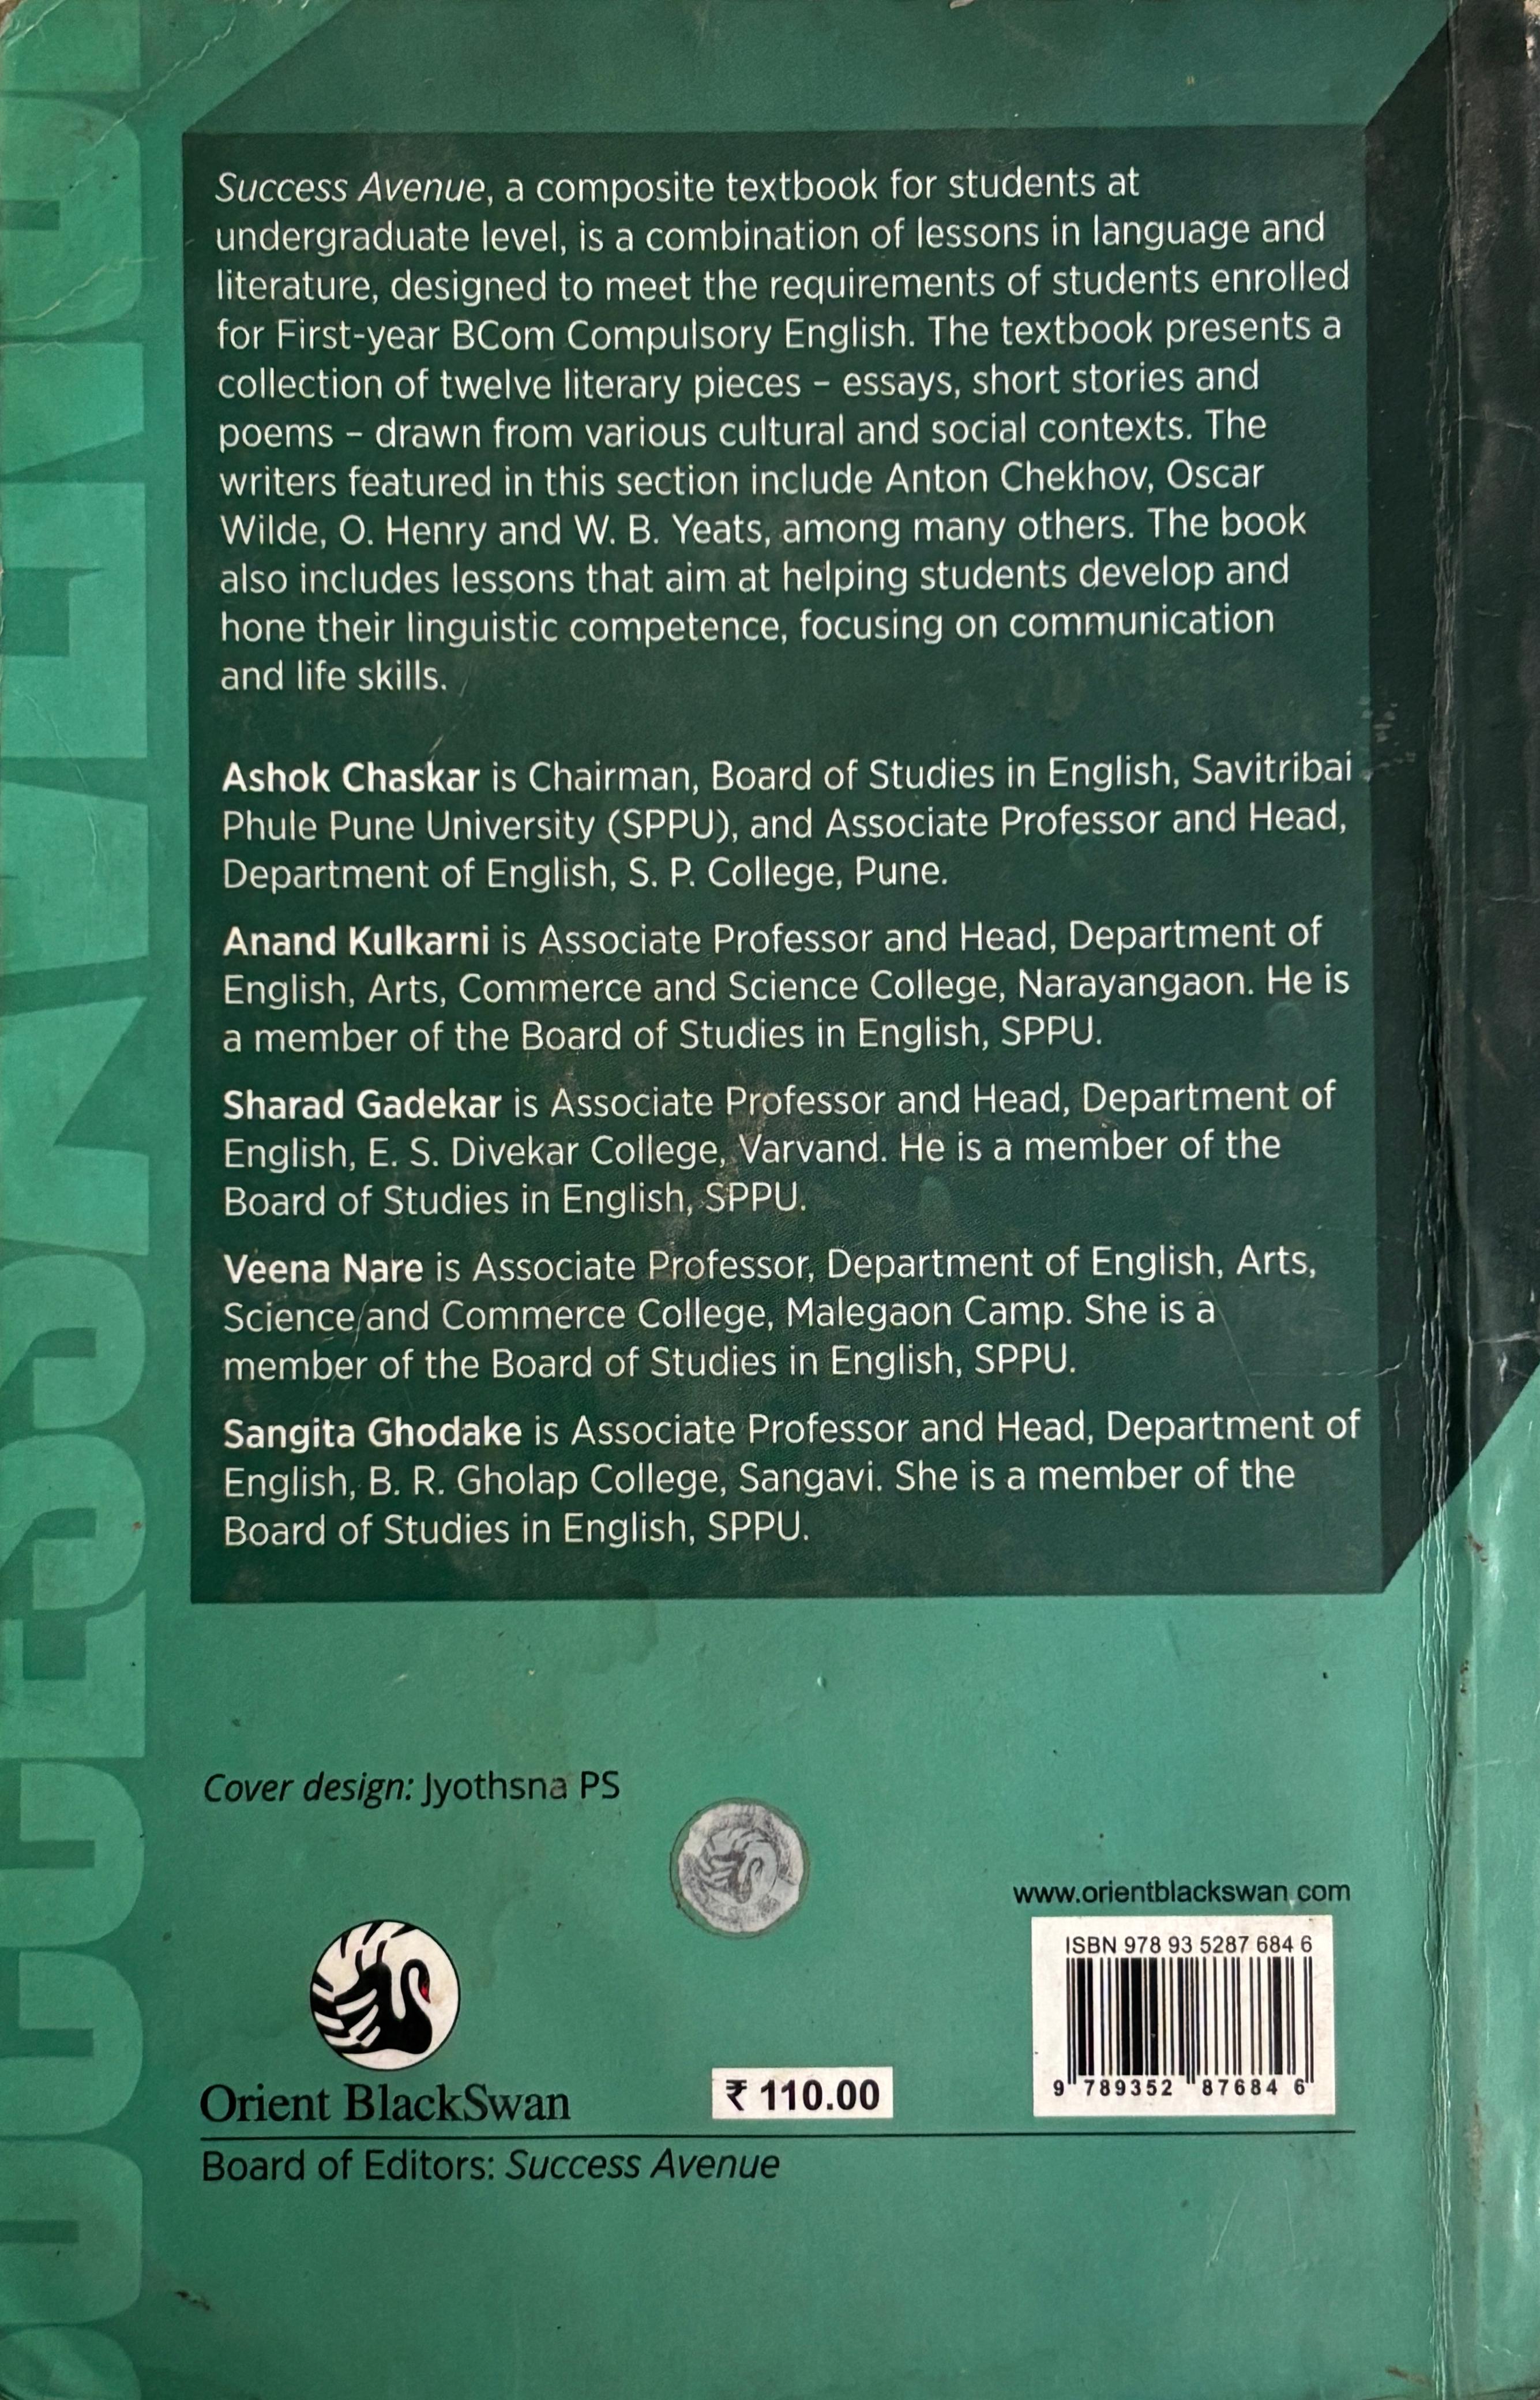 Success Avenue, a composite textbook for students at
undergraduate level, is a combination of lessons in language and
literature, designed to meet the requirements of students enrolled
for First-year BCom Compulsory English. The textbook presents a
collection of twelve literary pieces – essays, short stories and
poems – drawn from various cultural and social contexts. The
writers featured in this section include Anton Chekhov, Oscar
Wilde, O. Henry and W. B. Yeats, among many others. The book
also includes lessons that aim at helping students develop and
hone their linguistic competence, focusing on communication
and life skills.
Ashok Chaskar is Chairman, Board of Studies in English, Savitribai
Phule Pune University (SPPU), and Associate Professor and Head,
Department of English, S. P. College, Pune.
Anand Kulkarni is Associate Professor and Head, Department of
English, Arts, Commerce and Science College, Narayangaon. He is
a member of the Board of Studies in English, SPPU.
Sharad Gadekar is Associate Professor and Head, Department of
English, E. S. Divekar College, Varvand. He is a member of the
Board of Studies in English, SPPU.
Veena Nare is Associate Professor, Department of English, Arts,
Science and Commerce College, Malegaon Camp. She is a
member of the Board of Studies in English, SPPU.
Sangita Ghodake is Associate Professor and Head, Department of
English, B. R. Gholap College, Sangavi. She is a member of the
Board of Studies in English, SPPU.
Cover design: Jyothsna PS
www.orientblackswan.com
ISBN 978 93 5287 684 6
9 789352 876846
Orient BlackSwan
₹ 110.00
Board of Editors: Success Avenue
SUCCESS AVENUE